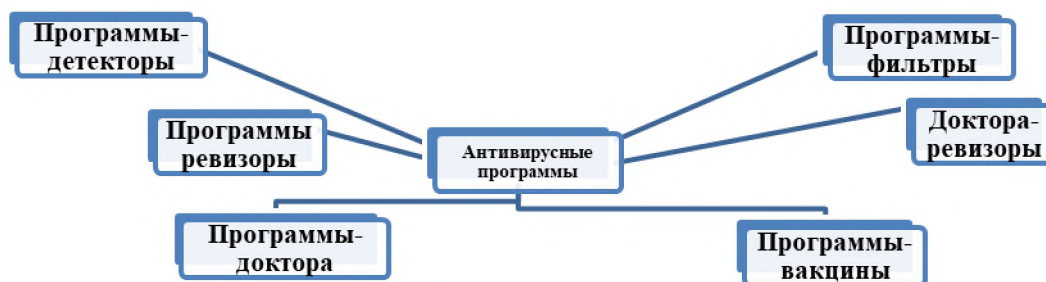 Программы-
детекторы
Программы-
фильтры
Программы
ревизоры
Антивирусные
программы
Доктора-
ревизоры
Программы-
доктора
Программы-
вакцины